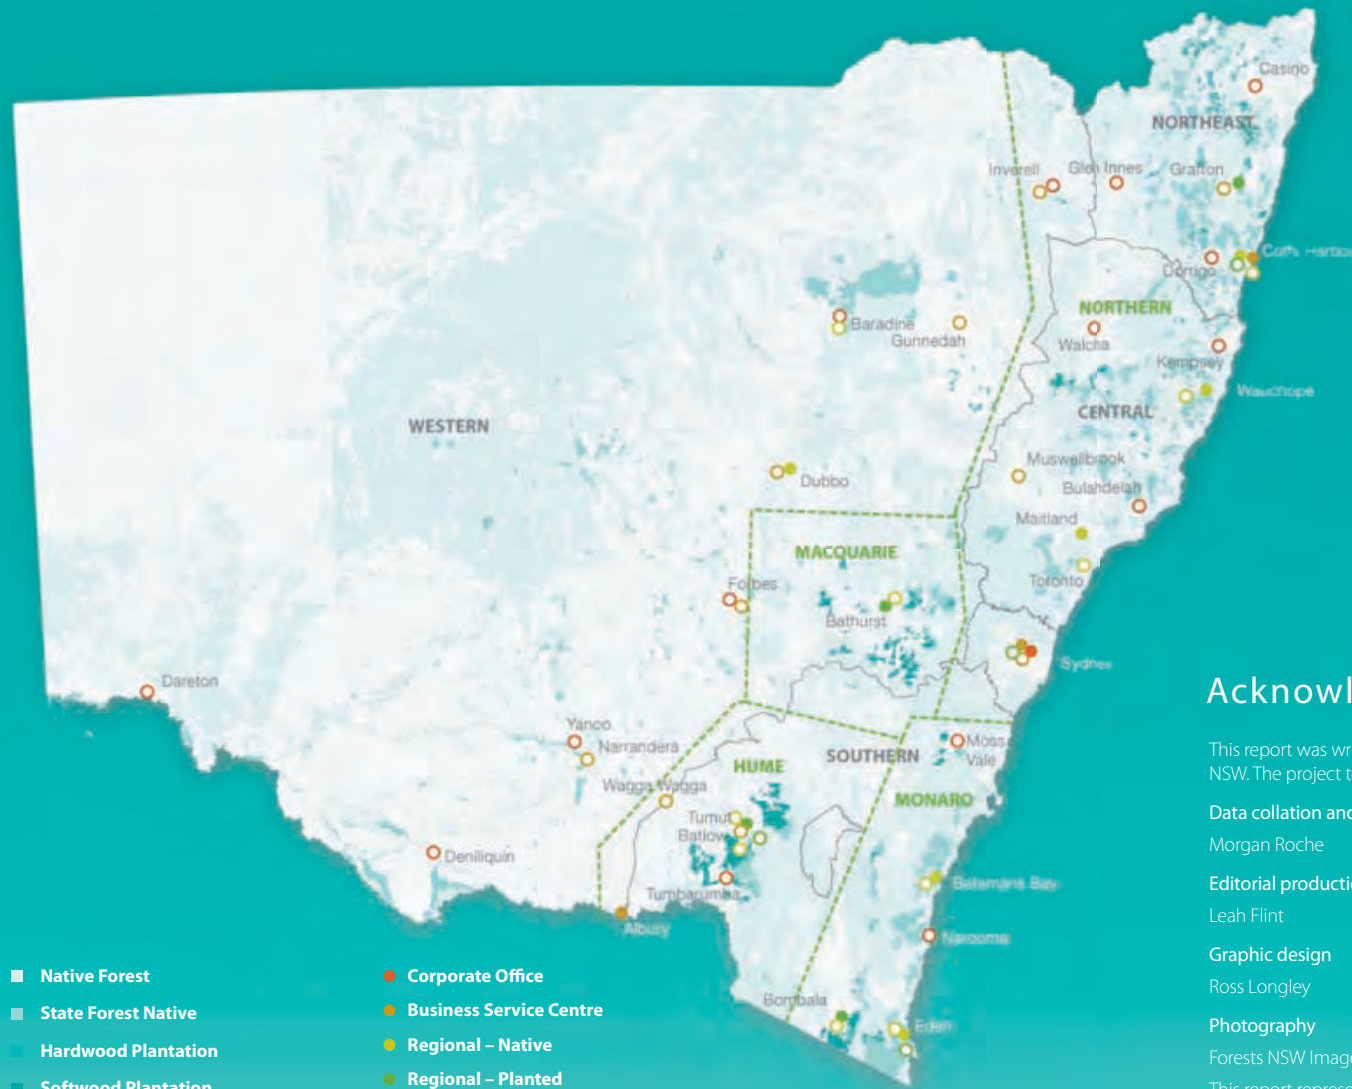 Casino
NORTHEAST
Inverell
Glen Innes
Grafton
Coffs Harbou
Dorrigo
NORTHERN
Baradine
Gunnedah
Walcha
Kempsey
Wauchope
CENTRAL
WESTERN
Muswellbrook
Dubbo
Bulahdelah
Maitland
MACQUARIE
Toronto
Forbes
Bathurst
Sydney
Dareton
Yanco
Narrandera
Moss
Vale
SOUTHERN
HUME
Wagga Wagga
MONARO
Tumut
Batlow
Deniliquin
Tumbarumba
Batemans Bay
Albury
Narooma
Bombala
Eden
Native Forest
State Forest Native
Hardwood Plantation
Softwood Plantation
Corporate Office
Business Service Centre
Regional – Native
Regional – Planted
Acknowl
This report was wr
NSW. The project t
Data collation and
Morgan Roche
Editorial producti
Leah Flint
Graphic design
Ross Longley
Photography
Forests NSW Imag
This report repres